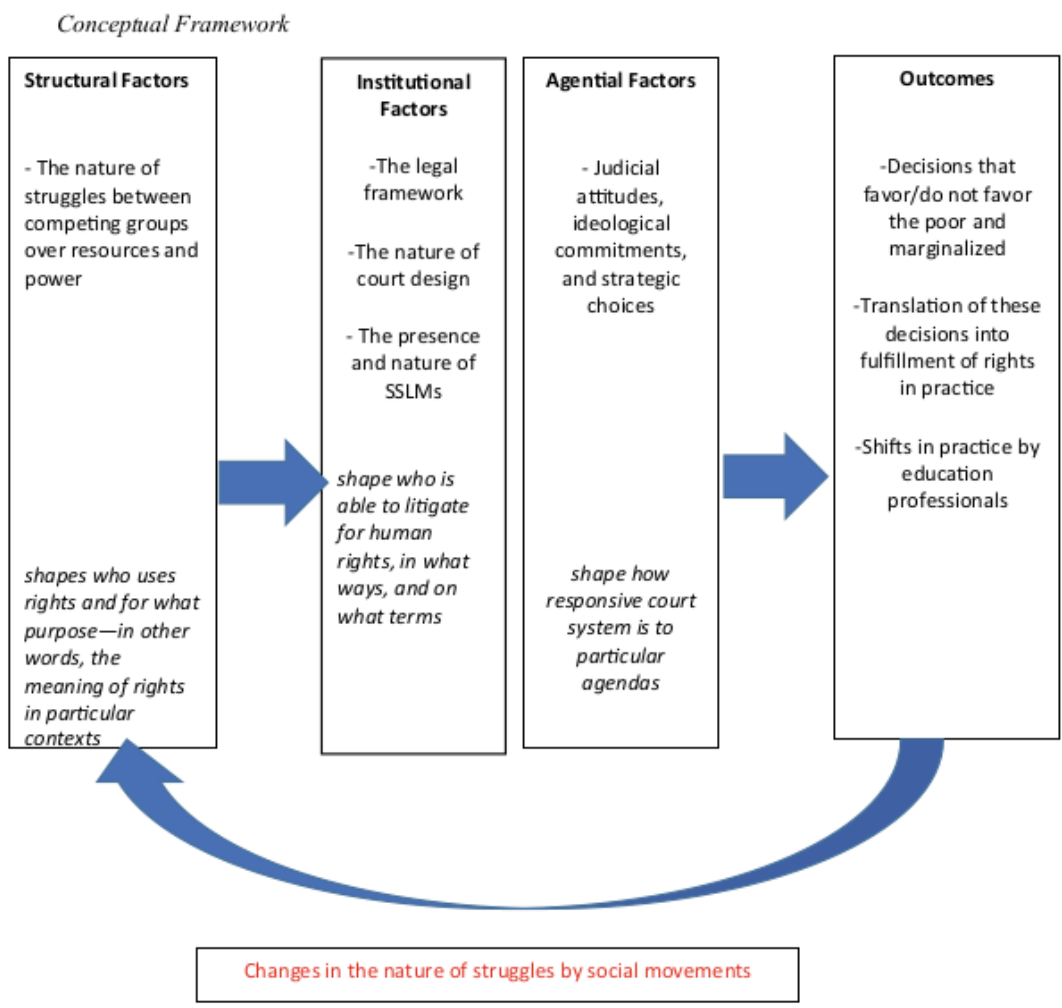 Conceptual Framework
Structural Factors
- The nature of
struggles between
competing groups
over resources and
power
shapes who uses
rights and for what
purpose—in other
words, the
meaning of rights
in particular
contexts
Institutional
Factors
-The legal
framework
-The nature of
court design
- The presence
and nature of
SSLMs
shape who is
able to litigate
for human
rights, in what
ways, and on
what terms
Agential Factors
- Judicial
attitudes,
ideological
commitments,
and strategic
choices
shape how
responsive court
system is to
particular
agendas
Outcomes
-Decisions that
favor/do not favor
the poor and
marginalized
-Translation of these
decisions into
fulfillment of rights
in practice
-Shifts in practice by
education
professionals
Changes in the nature of struggles by social movements